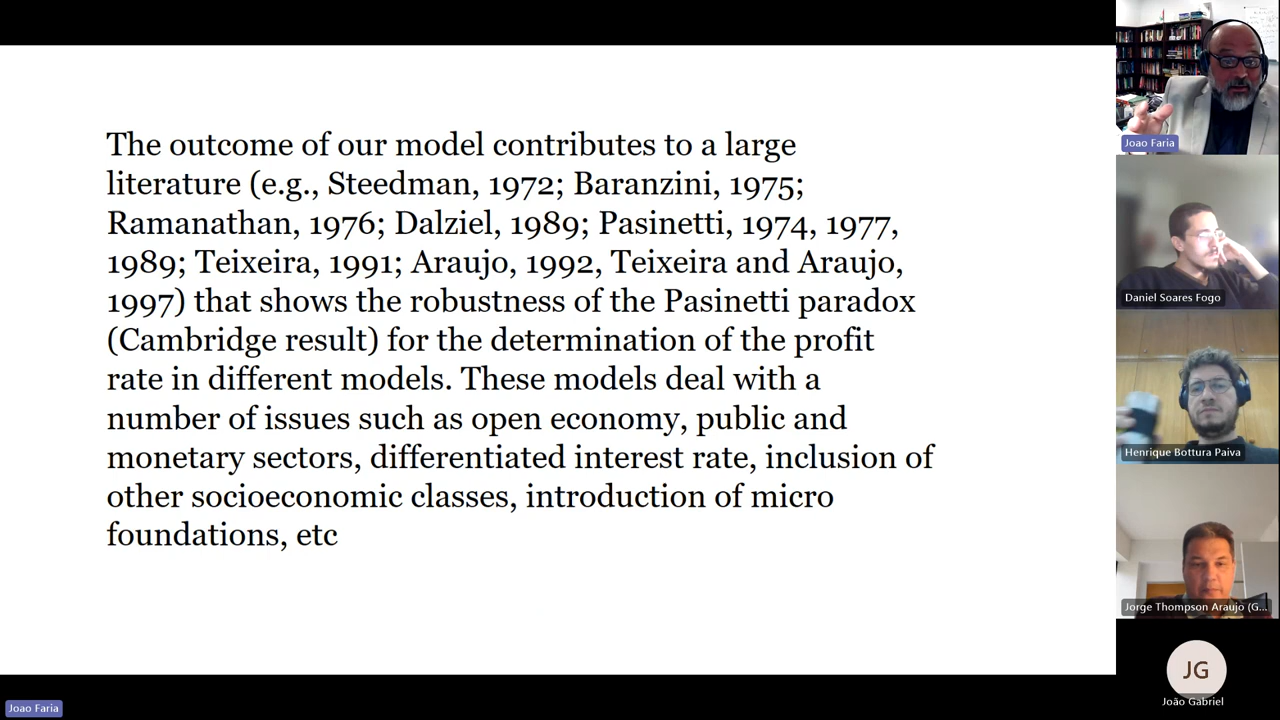 The outcome of our model contributes to a large
literature (e.g., Steedman, 1972; Baranzini, 1975;
Ramanathan, 1976; Dalziel, 1989; Pasinetti, 1974, 1977,
1989; Teixeira, 1991; Araujo, 1992, Teixeira and Araujo,
1997) that shows the robustness of the Pasinetti paradox
(Cambridge result) for the determination of the profit
rate in different models. These models deal with a
number of issues such as open economy, public and
monetary sectors, differentiated interest rate, inclusion of
other socioeconomic classes, introduction of micro
foundations, etc
Joao Faria
Daniel Soares Fogo
Henrique Bottura Paiva
Jorge Thompson Araujo (G...
JG
João Gabriel
Joao Faria